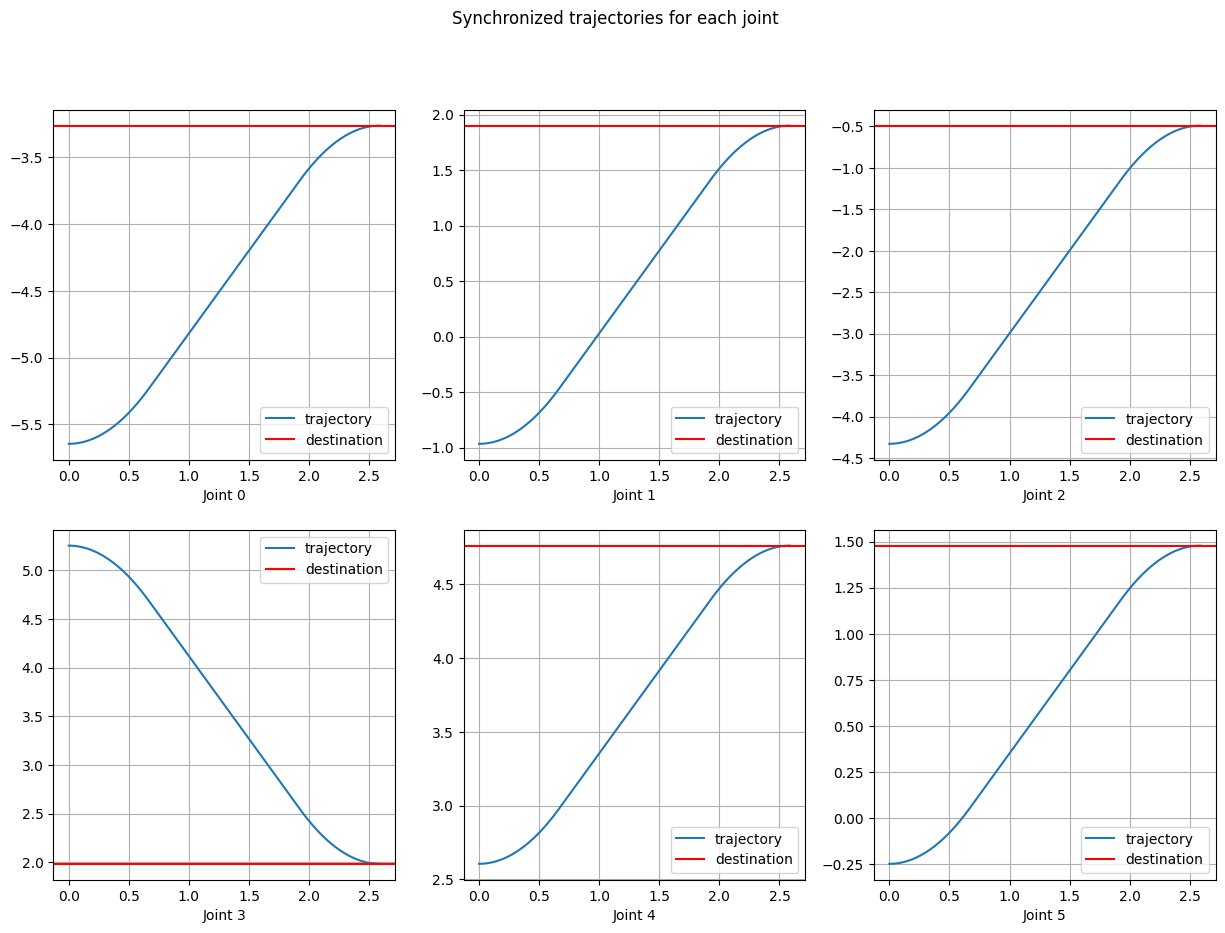 Synchronized trajectories for each joint
−3.5
−4.0
−4.5
−5.0
−5.5
trajectory
destination
0.0 0.5 1.0 1.5 2.0 2.5
Joint 0
2.0
1.5
1.0
0.5
0.0
−0.5
−1.0
trajectory
destination
0.0 0.5 1.0 1.5 2.0 2.5
Joint 1
−0.5
−1.0
−1.5
−2.0
−2.5
−3.0
−3.5
−4.0
−4.5
trajectory
destination
0.0 0.5 1.0 1.5 2.0 2.5
Joint 2
5.0
4.5
4.0
3.5
3.0
2.5
2.0
trajectory
destination
0.0 0.5 1.0 1.5 2.0 2.5
Joint 3
4.5
4.0
3.5
3.0
2.5
trajectory
destination
0.0 0.5 1.0 1.5 2.0 2.5
Joint 4
1.50
1.25
1.00
0.75
0.50
0.25
0.00
−0.25
trajectory
destination
0.0 0.5 1.0 1.5 2.0 2.5
Joint 5